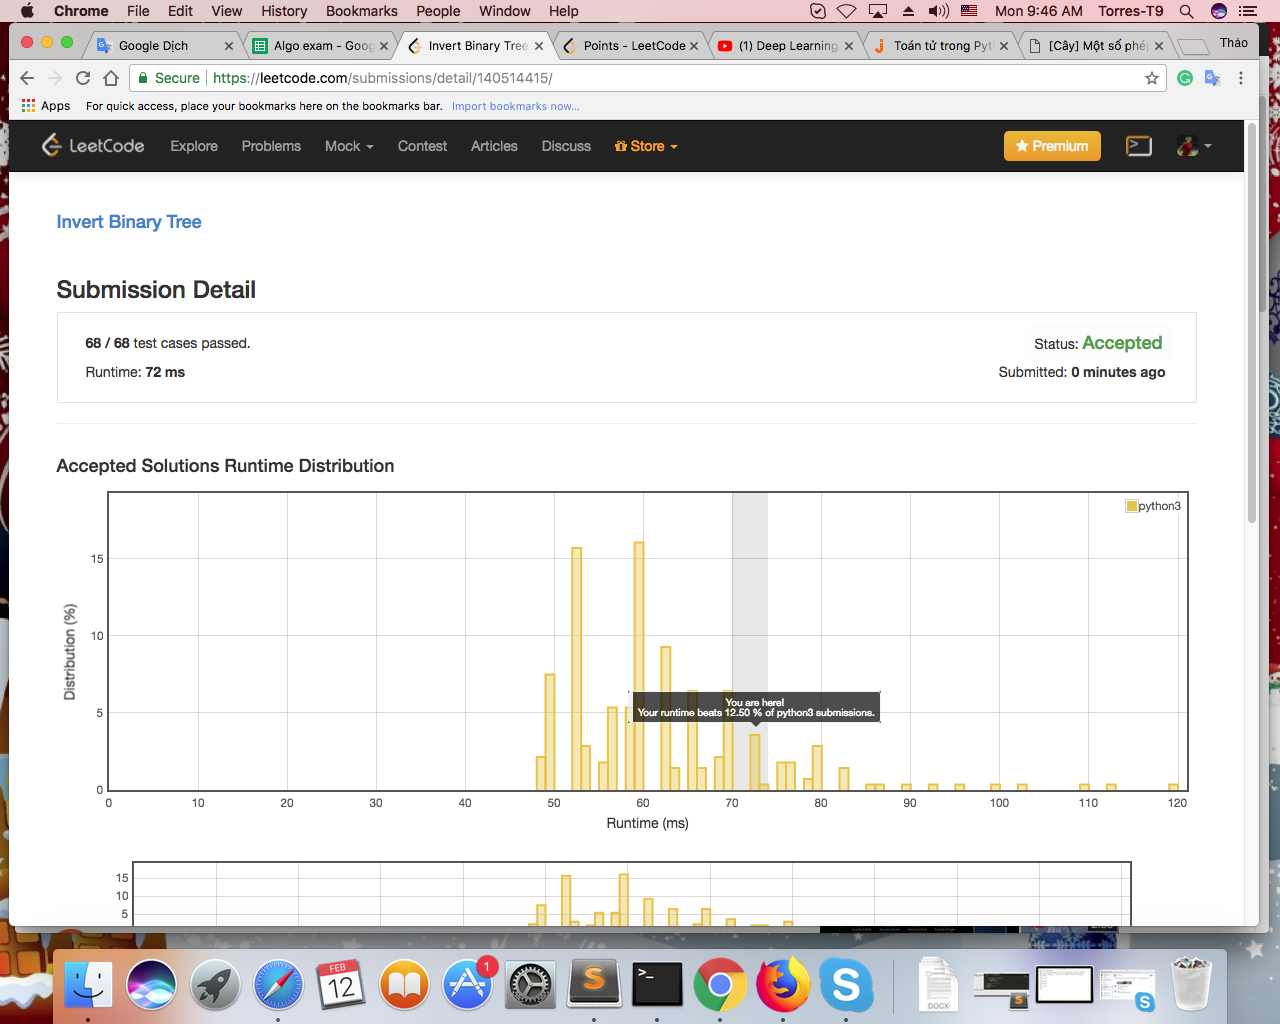 Chrome File Edit View History Bookmarks People Window Help Mon 9:46 AM Torres-T9
Google Dịch Algo exam - Goog Invert Binary Tree Points - LeetCode (1) Deep Learning Toán tử trong Pyt [Cây] Một số phé Thảo
Secure https://leetcode.com/submissions/detail/140514415/
Apps For quick access, place your bookmarks here on the bookmarks bar. Import bookmarks now...
LeetCode Explore Problems Mock Contest Articles Discuss Store Premium
Invert Binary Tree
Submission Detail
68 / 68 test cases passed. Status: Accepted
Runtime: 72 ms Submitted: 0 minutes ago
Accepted Solutions Runtime Distribution
python3
15
10
5
0
Distribution (%)
You are here!
Your runtime beats 12.50 % of python3 submissions.
0 10 20 30 40 50 60 70 80 90 100 110 120
Runtime (ms)
15
10
5
FEB
12
1
DOCX